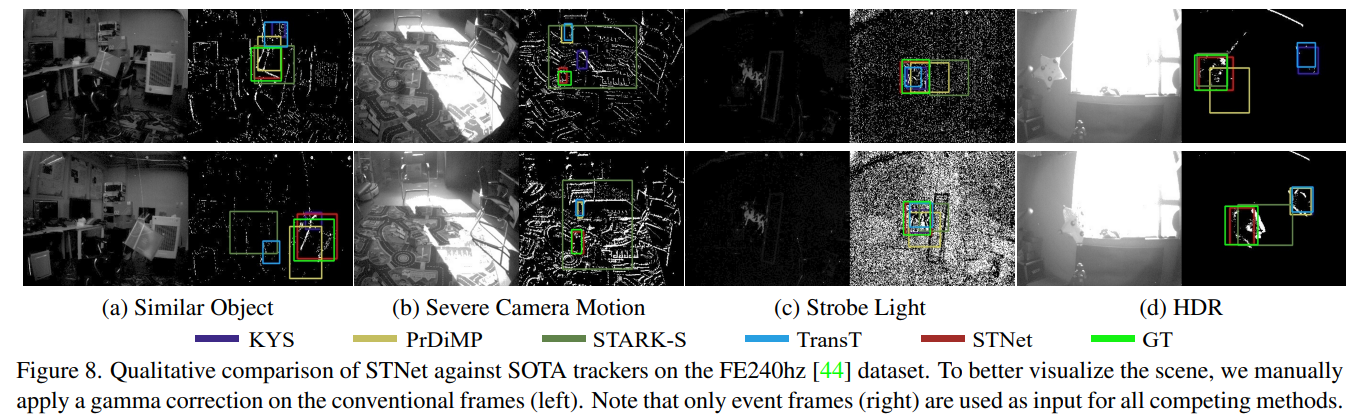 (a) Similar Object (b) Severe Camera Motion (c) Strobe Light (d) HDR
KYS PrDiMP STARK-S TransT STNet GT
Figure 8. Qualitative comparison of STNet against SOTA trackers on the FE240hz [44] dataset. To better visualize the scene, we manually
apply a gamma correction on the conventional frames (left). Note that only event frames (right) are used as input for all competing methods.